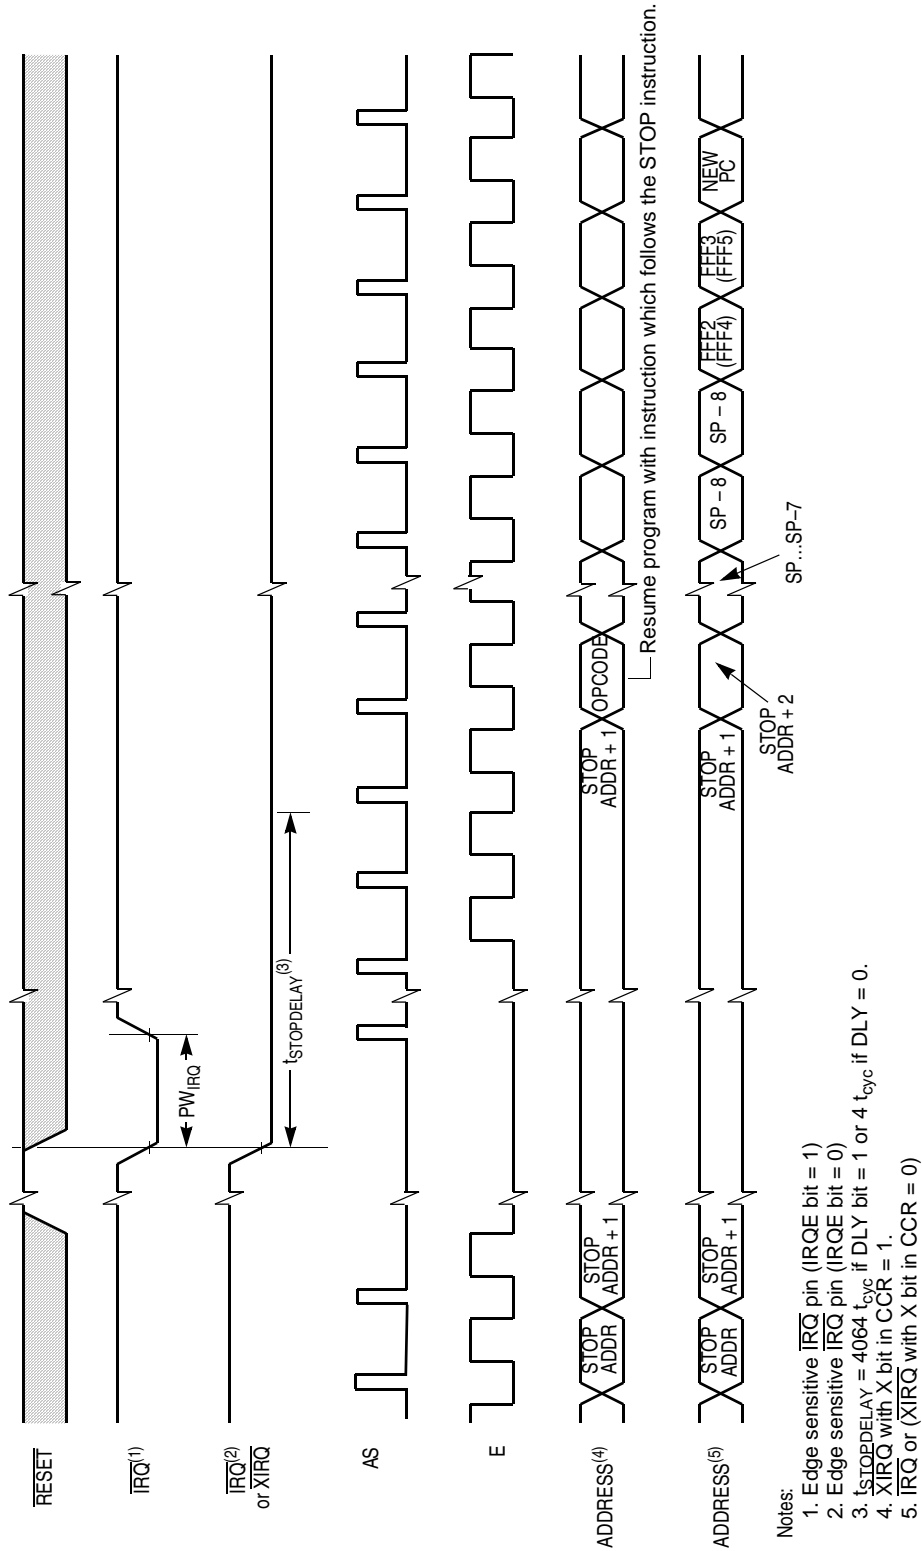 RESET
IRQ(1)
IRQ(2)
or XIRQ
PWIRQ
tSTOPDELAY(3)
AS
E
ADDRESS(4)
STOP
ADDR
STOP
ADDR + 1
STOP
ADDR + 1
OPCODE
Resume program with instruction which follows the STOP instruction.
ADDRESS(5)
STOP
ADDR
STOP
ADDR + 1
STOP
ADDR + 1
STOP
ADDR + 2
SP…SP–7
SP – 8
SP – 8
FFF2
(FFF4)
FFF3
(FFF5)
NEW
PC
Notes:
1. Edge sensitive IRQ pin (IRQE bit = 1)
2. Edge sensitive IRQ pin (IRQE bit = 0)
3. tSTOPDELAY = 4064 tcyc if DLY bit = 1 or 4 tcyc if DLY = 0.
4. XIRQ with X bit in CCR = 1.
5. IRQ or (XIRQ with X bit in CCR = 0)